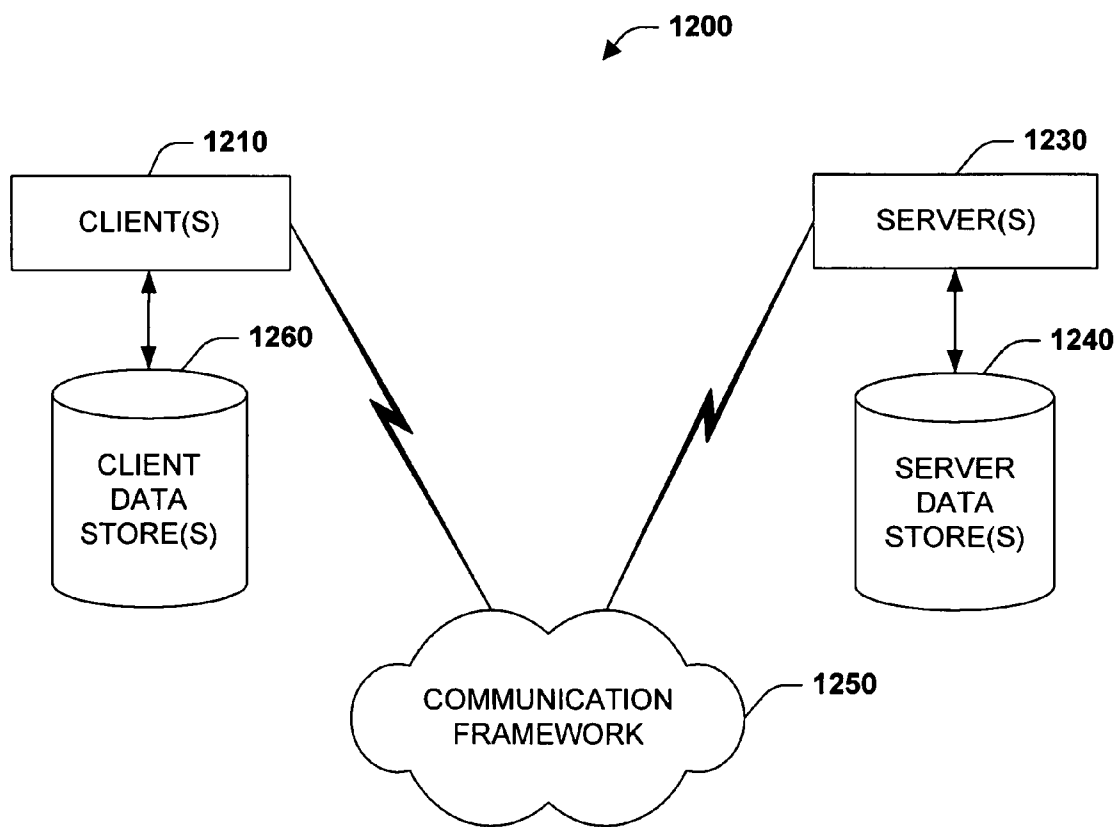 1200
1210
1230
CLIENT(S)
SERVER(S)
1260
1240
CLIENT
DATA
STORE(S)
SERVER
DATA
STORE(S)
COMMUNICATION
FRAMEWORK
1250